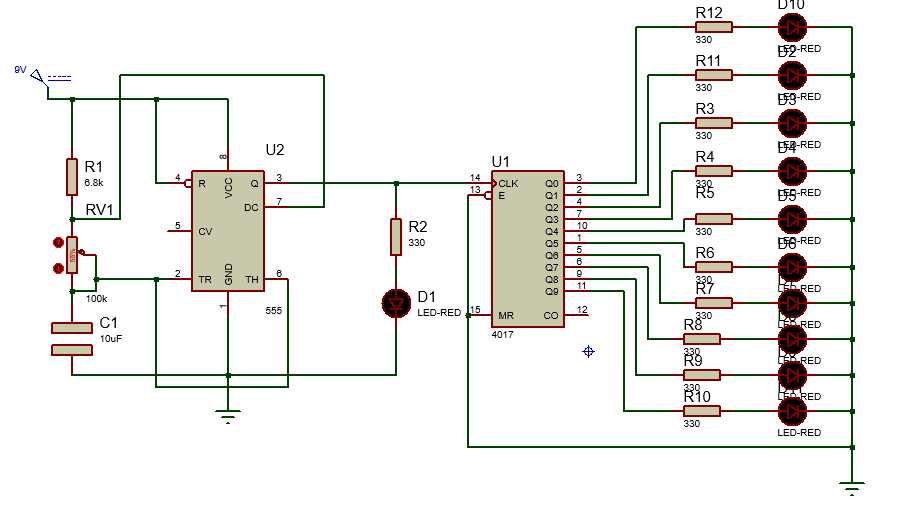 9V
R1
6.8k
RV1
55%
100k
C1
10uF
U2
4
R
VCC
8
Q
3
DC
7
5
CV
2
TR
GND
1
TH
6
555
R2
330
D1
LED-RED
U1
14
CLK
13
E
15
MR
4017
Q0
3
Q1
2
Q2
4
Q3
7
Q4
10
Q5
1
Q6
5
Q7
6
Q8
9
Q9
11
CO
12
R12
330
D10
LED-RED
R11
330
D2
LED-RED
R3
330
D3
LED-RED
R4
330
D4
LED-RED
R5
330
D5
LED-RED
R6
330
D6
LED-RED
R7
330
LED-RED
R8
330
LED-RED
R9
330
LED-RED
R10
330
LED-RED